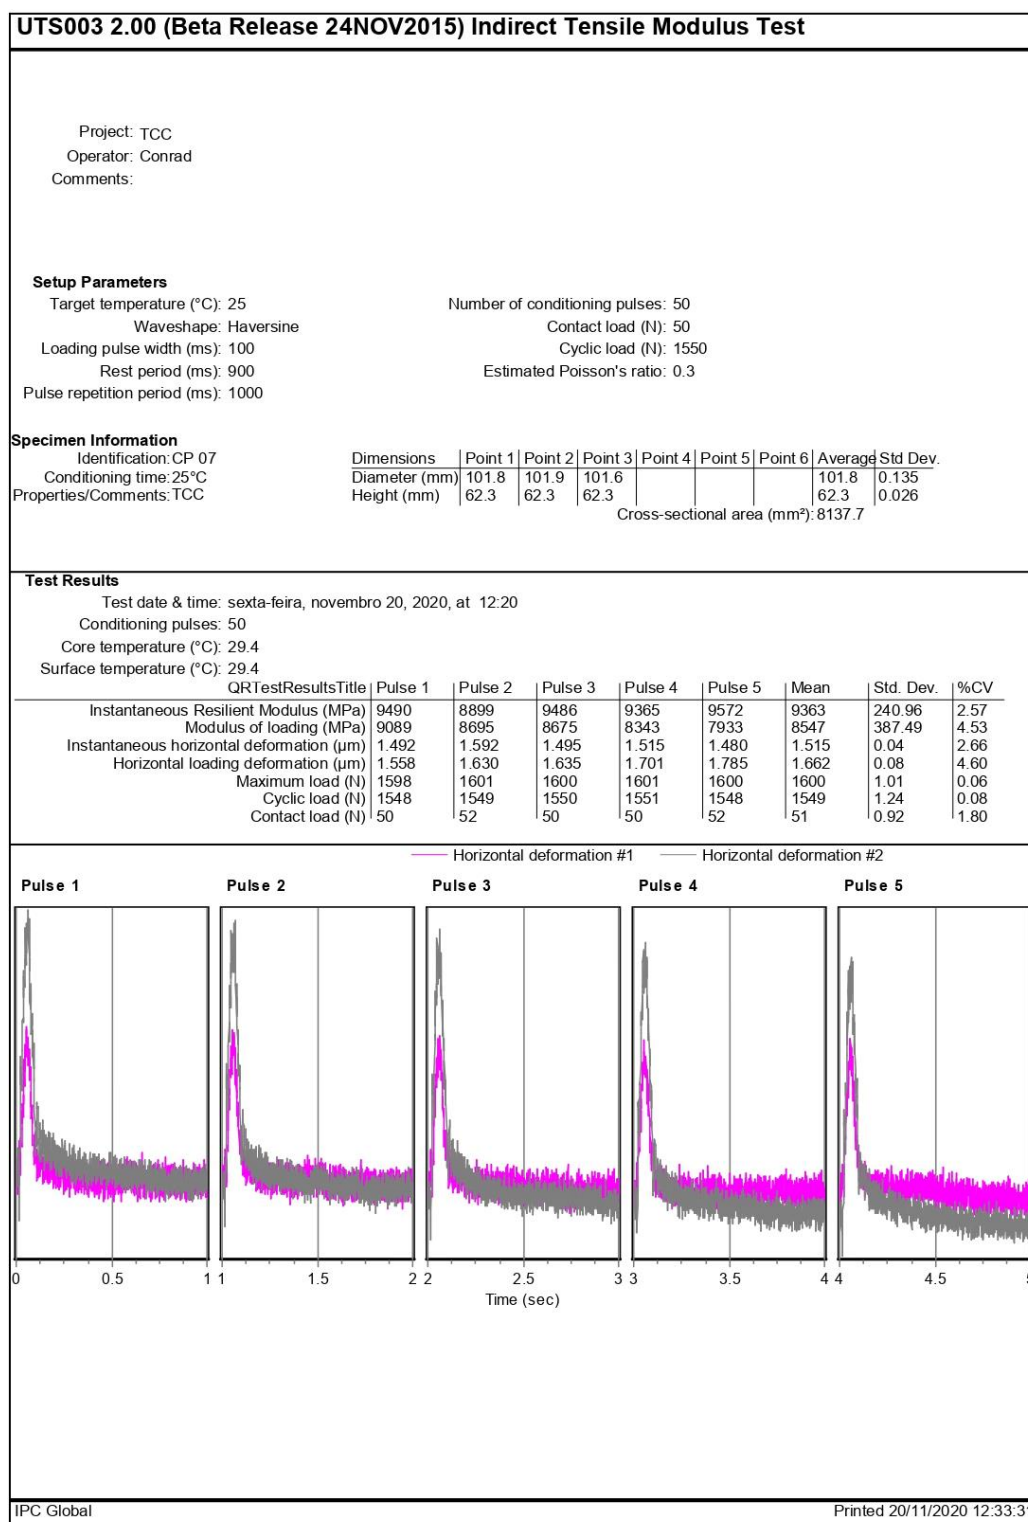 UTS003 2.00 (Beta Release 24NOV2015) Indirect Tensile Modulus Test
Project: TCC
Operator: Conrad
Comments:
Setup Parameters
Target temperature (°C): 25 Number of conditioning pulses: 50
Waveshape: Haversine Contact load (N): 50
Loading pulse width (ms): 100 Cyclic load (N): 1550
Rest period (ms): 900 Estimated Poisson's ratio: 0.3
Pulse repetition period (ms): 1000
Specimen Information
Identification: CP 07 Dimensions Point 1 Point 2 Point 3 Point 4 Point 5 Point 6 Average Std Dev.
Conditioning time: 25°C Diameter (mm) 101.8 101.9 101.6 101.8 0.135
Properties/Comments: TCC Height (mm) 62.3 62.3 62.3 62.3 0.026
Cross-sectional area (mm²): 8137.7
Test Results
Test date & time: sexta-feira, novembro 20, 2020, at 12:20
Conditioning pulses: 50
Core temperature (°C): 29.4
Surface temperature (°C): 29.4
QRTestResultsTitle Pulse 1 Pulse 2 Pulse 3 Pulse 4 Pulse 5 Mean Std. Dev. %CV
Instantaneous Resilient Modulus (MPa) 9490 8899 9486 9365 9572 9363 240.96 2.57
Modulus of loading (MPa) 9089 8695 8675 8343 7933 8547 387.49 4.53
Instantaneous horizontal deformation (µm) 1.492 1.592 1.495 1.515 1.480 1.515 0.04 2.66
Horizontal loading deformation (µm) 1.558 1.630 1.635 1.701 1.785 1.662 0.08 4.60
Maximum load (N) 1598 1601 1600 1601 1600 1600 1.01 0.06
Cyclic load (N) 1548 1549 1550 1551 1548 1549 1.24 0.08
Contact load (N) 50 52 50 50 52 51 0.92 1.80
Horizontal deformation #1 Horizontal deformation #2
Pulse 1 Pulse 2 Pulse 3 Pulse 4 Pulse 5
0 0.5 1 1 1.5 2 2 2.5 3 3 3.5 4 4 4.5
Time (sec)
IPC Global Printed 20/11/2020 12:33:31